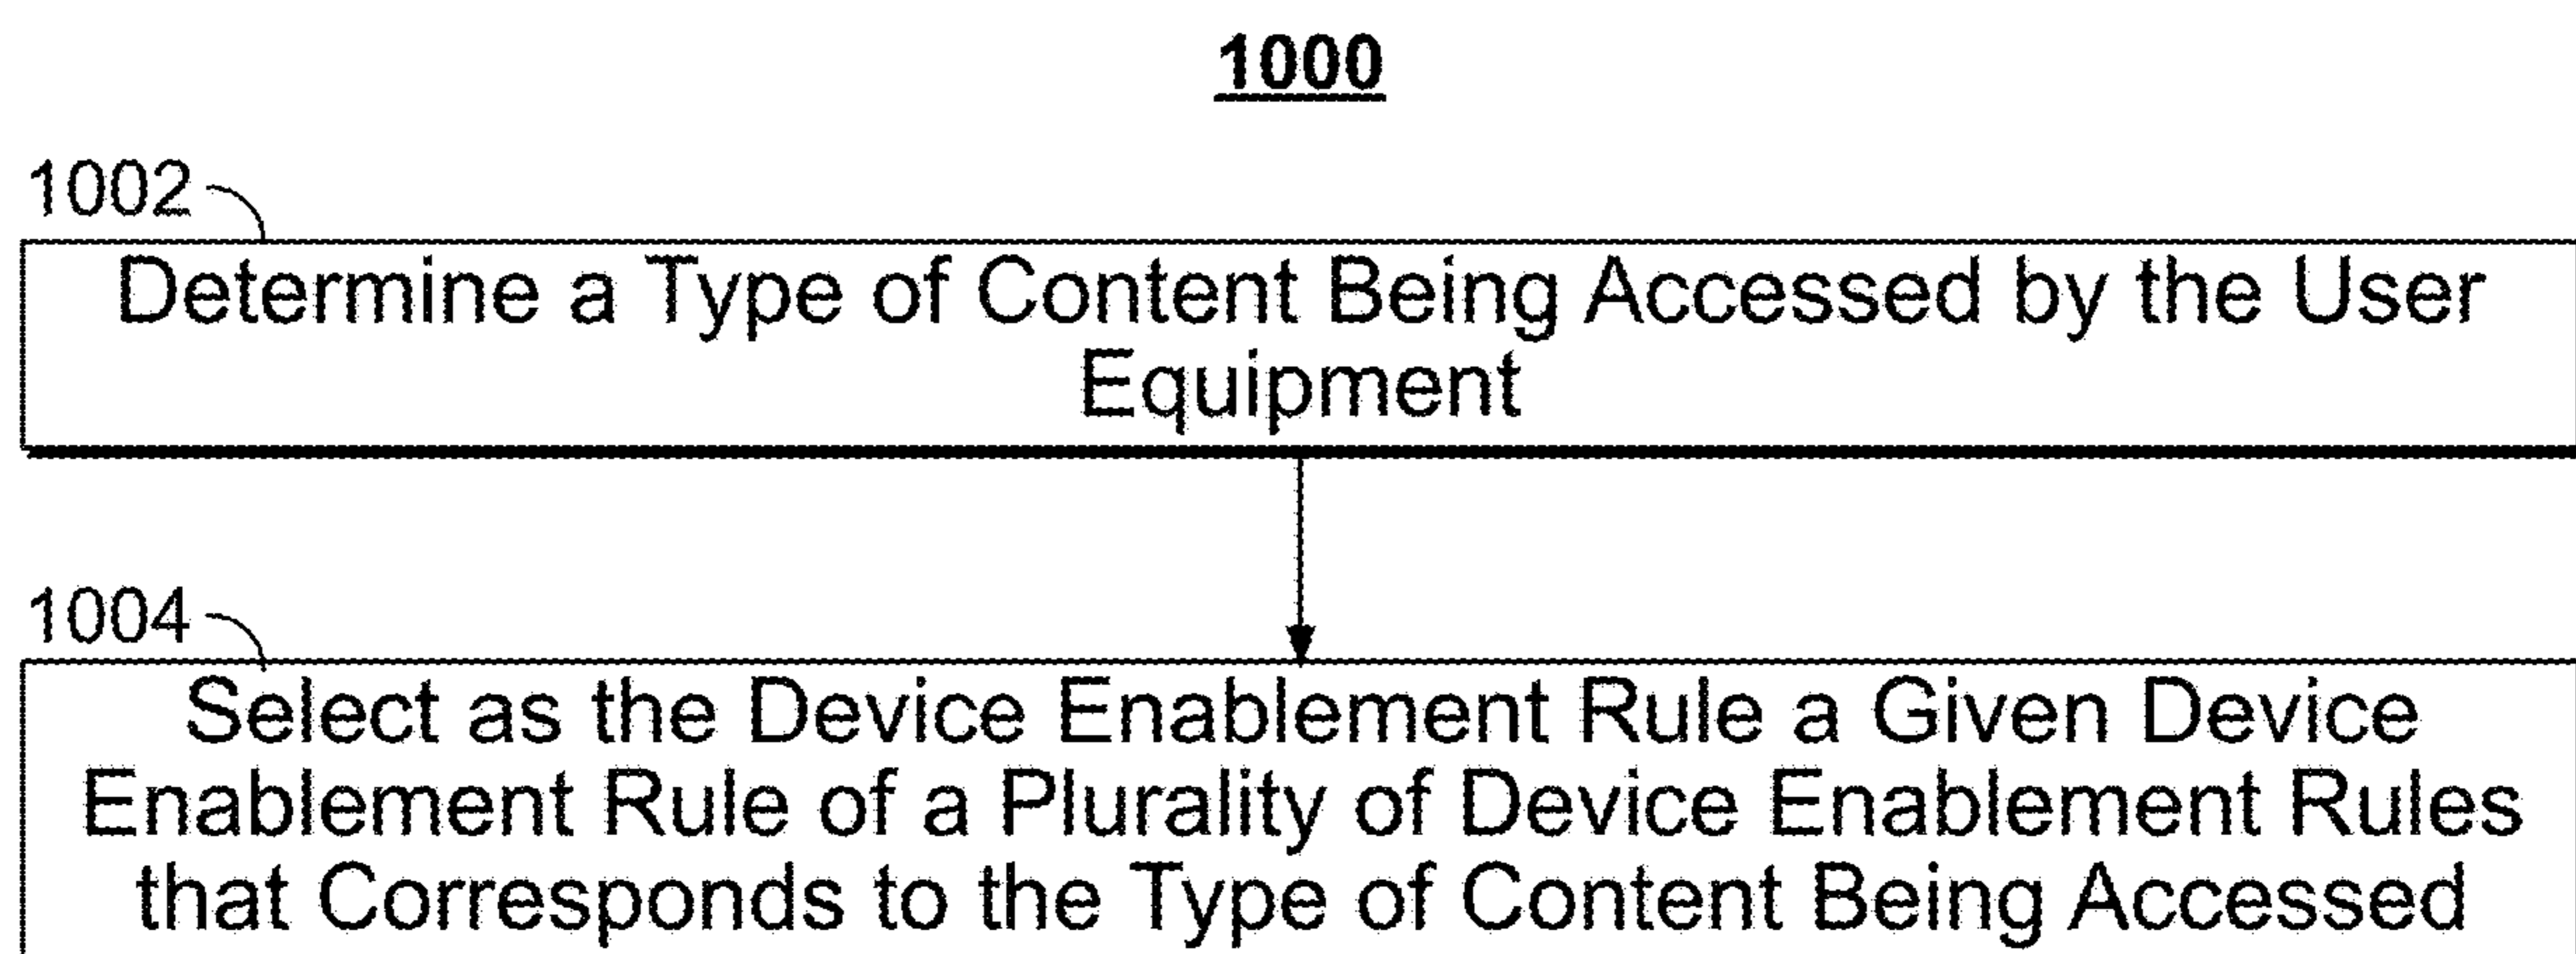 1000
1002
Determine a Type of Content Being Accessed by the User
Equipment
1004
Select as the Device Enablement Rule a Given Device
Enablement Rule of a Plurality of Device Enablement Rules
that Corresponds to the Type of Content Being Accessed